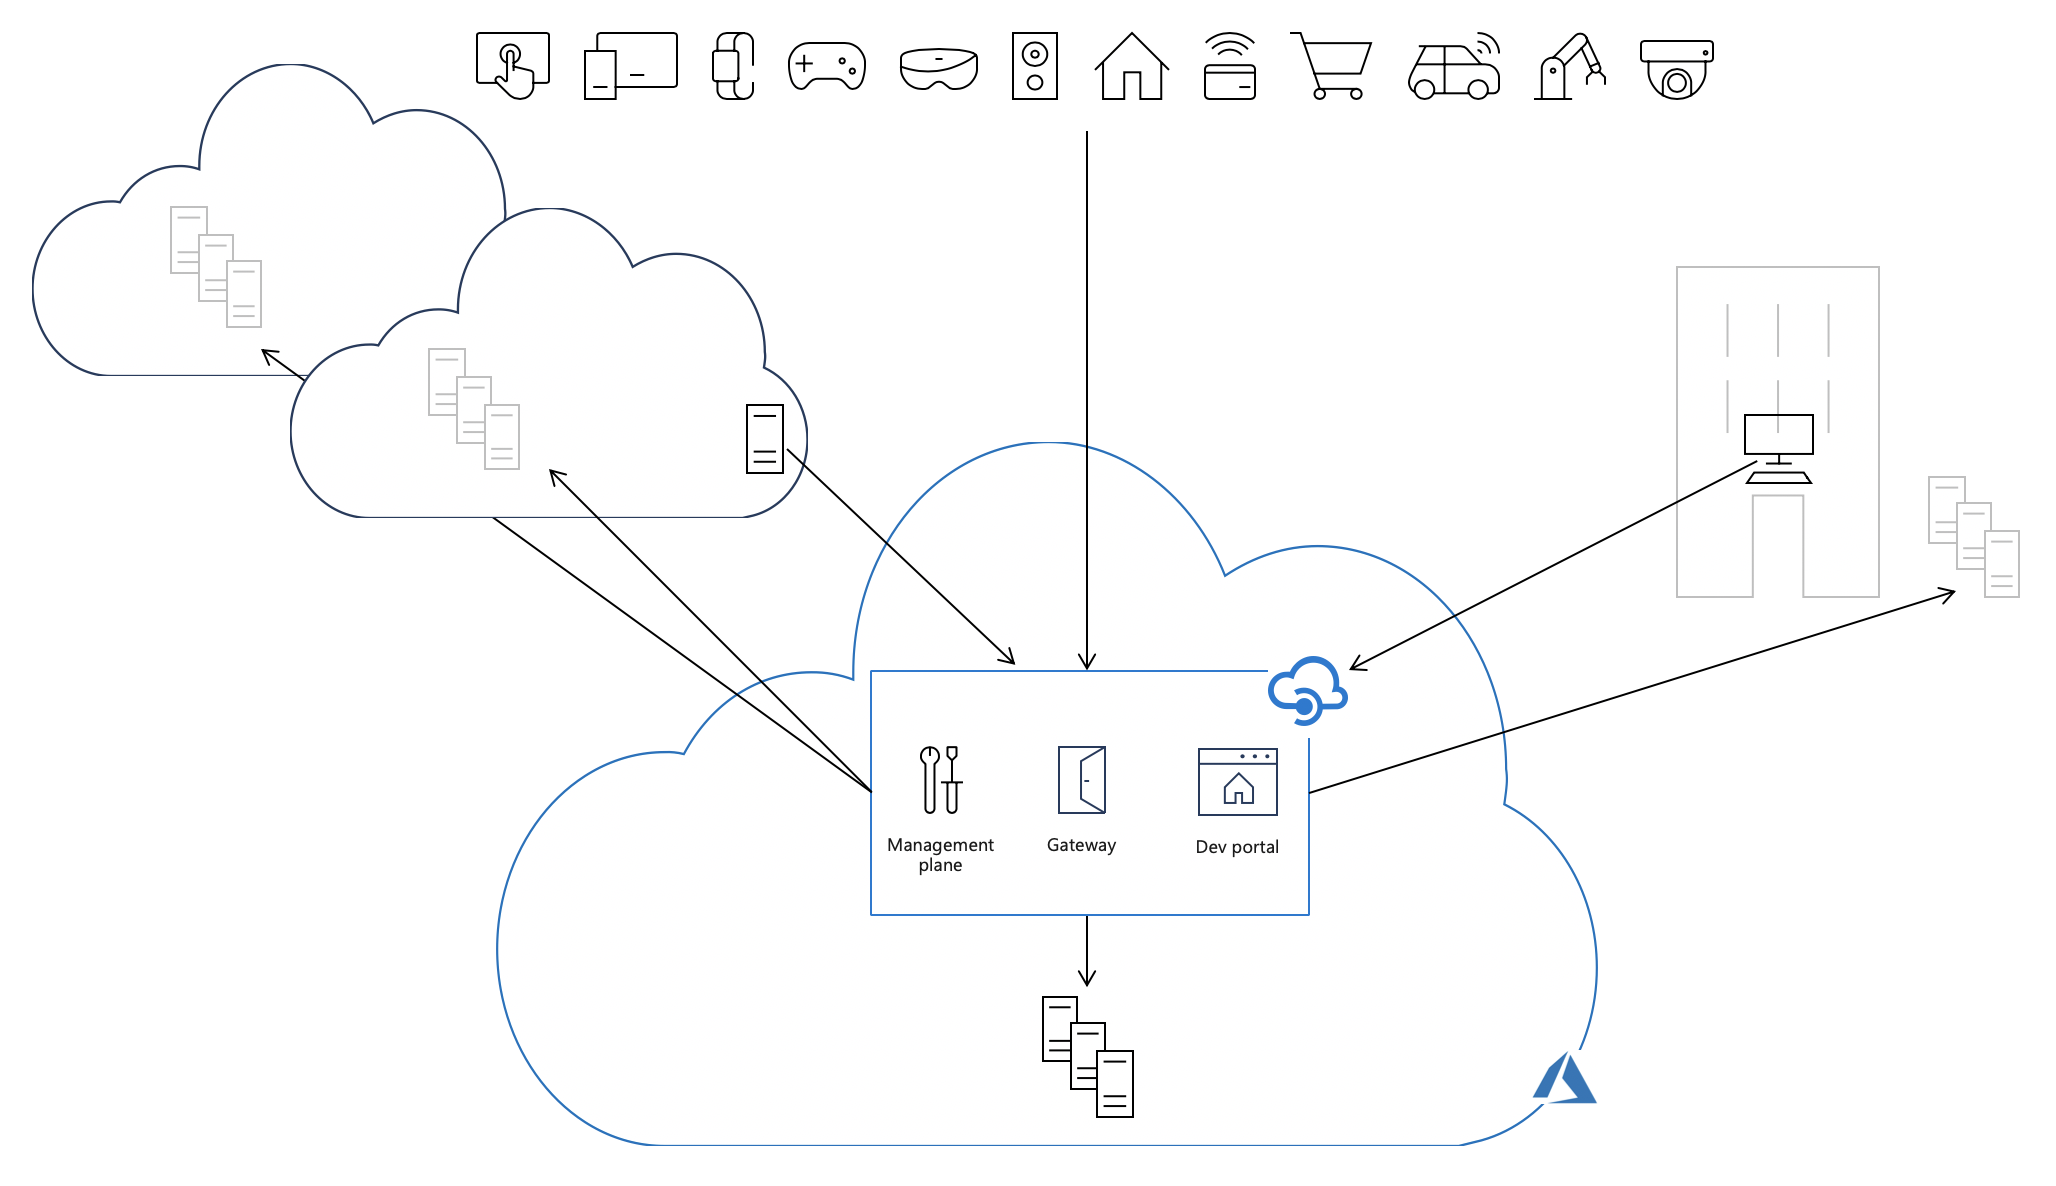 Management
plane
Gateway
Dev portal